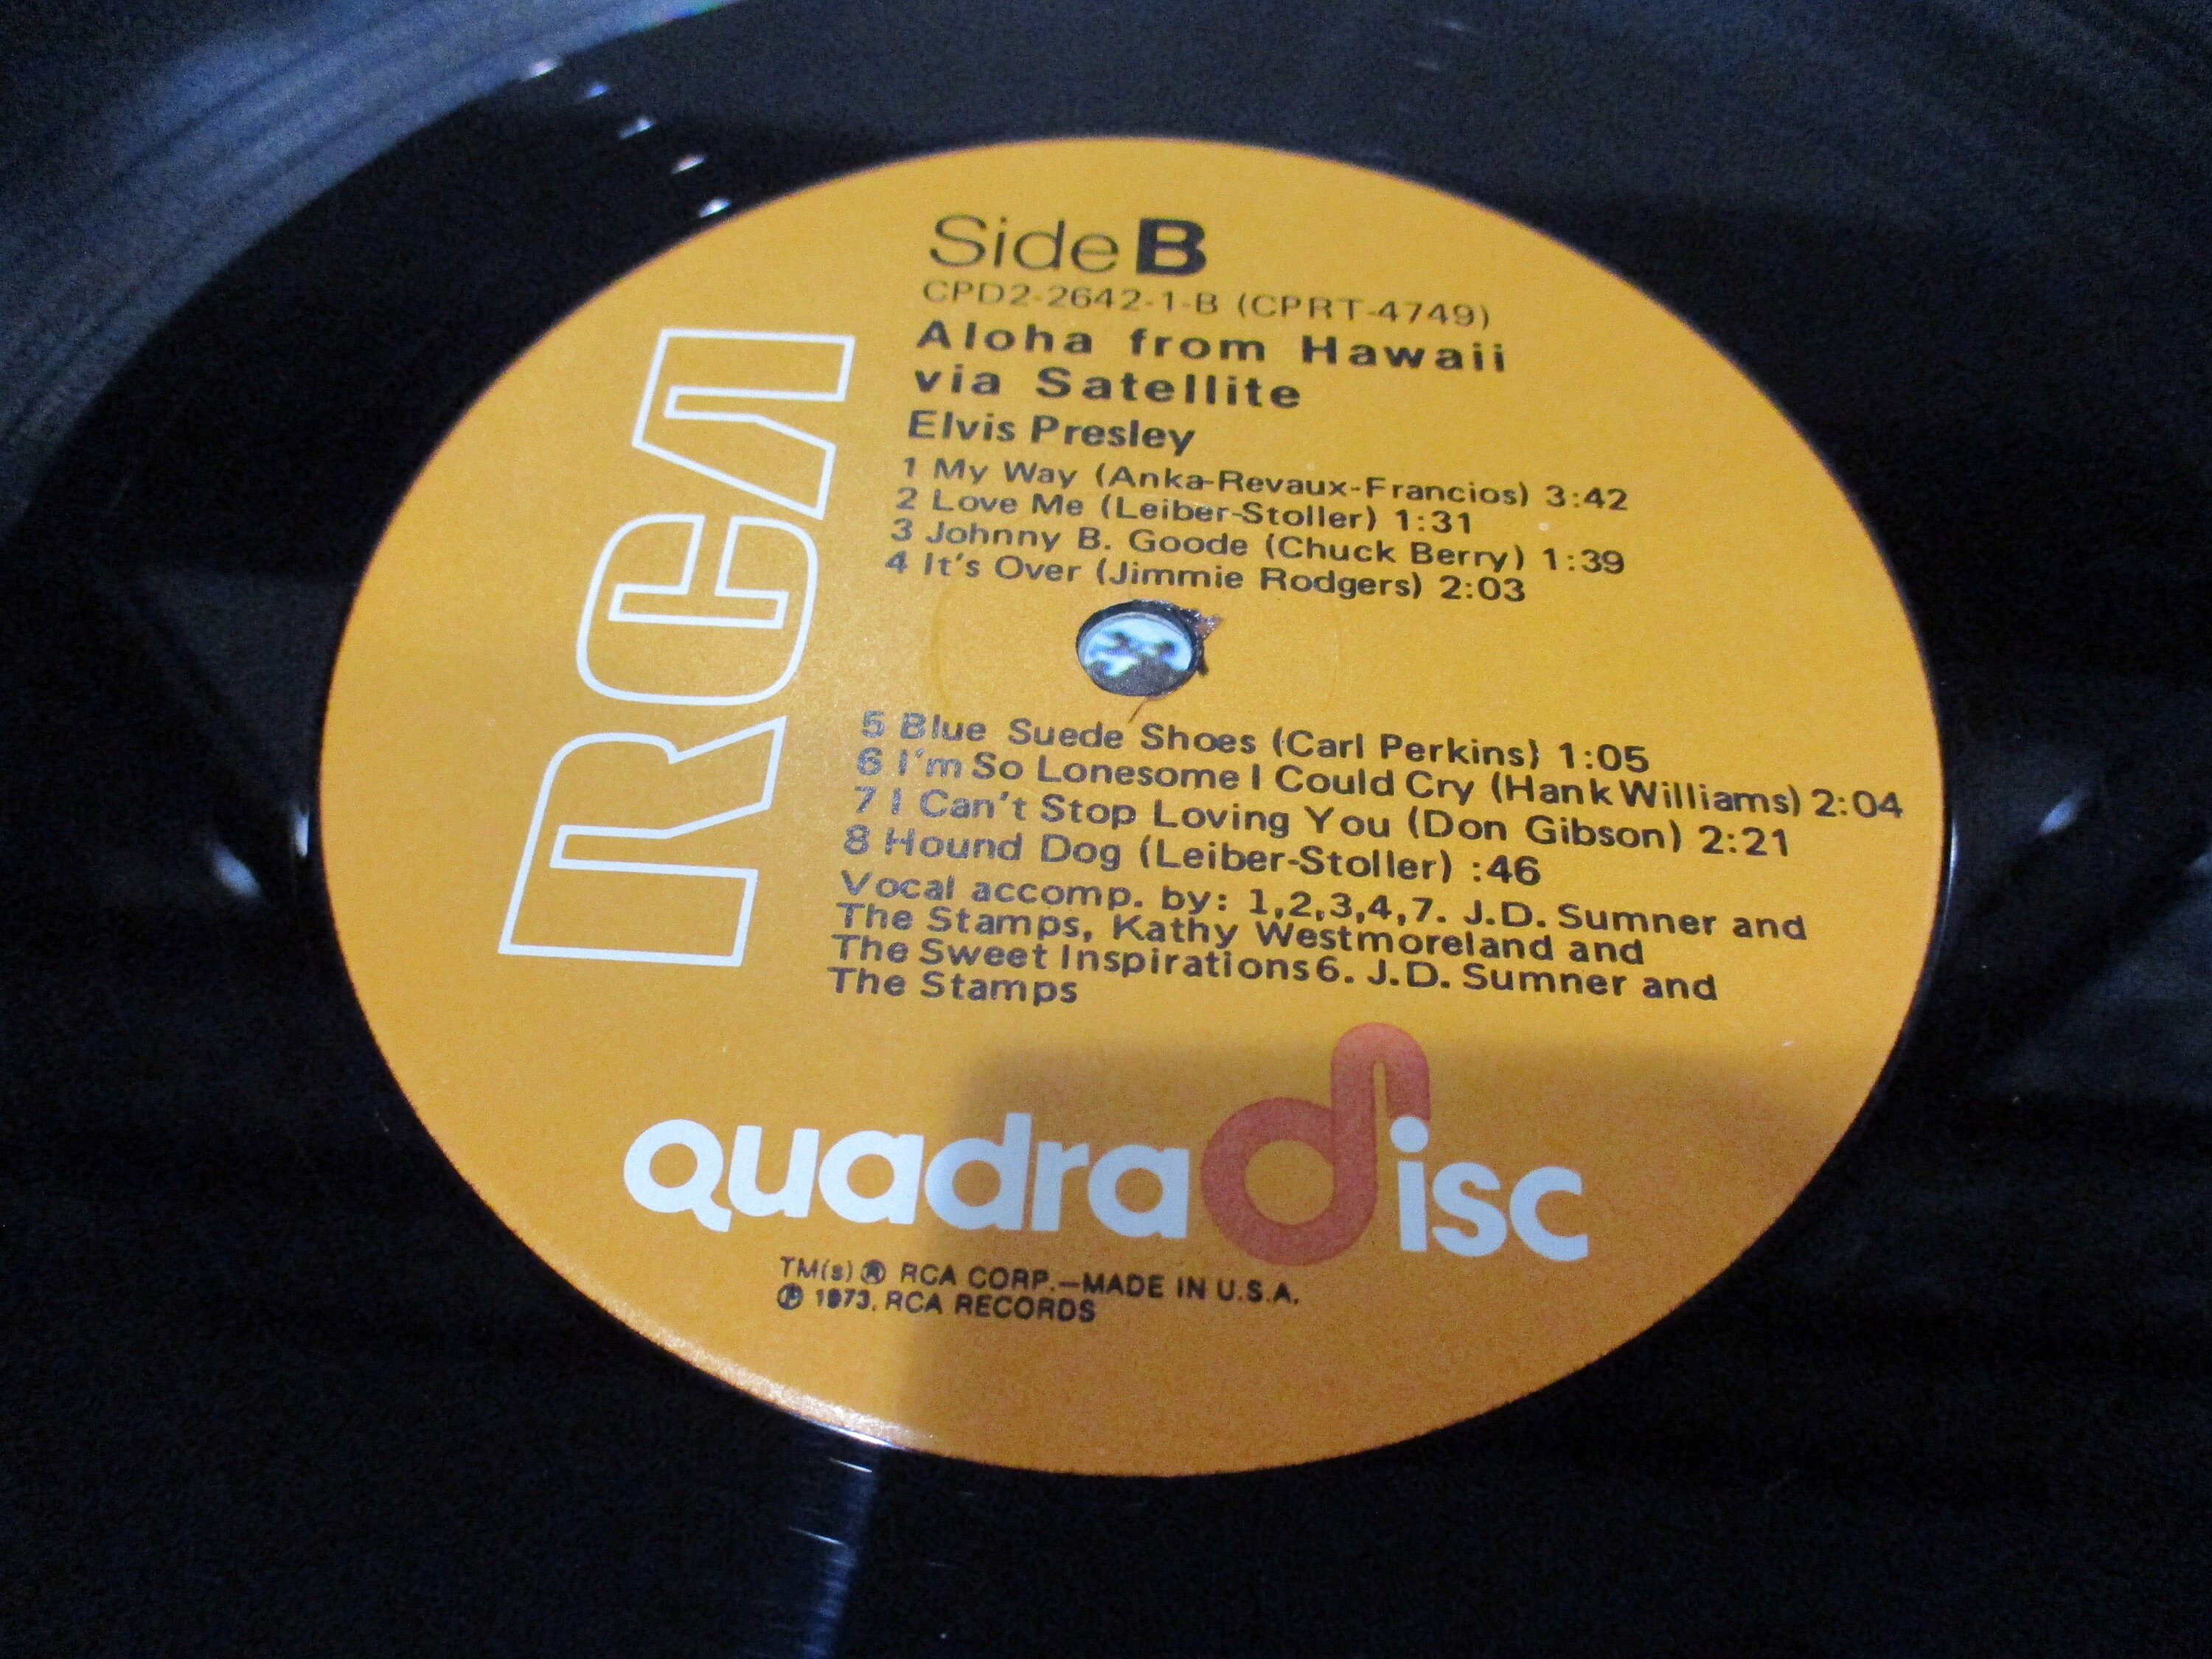 Side B
CPD2-2642-1-B (CPRT-4749)
Aloha from Hawaii
via Satellite
Elvis Presley
1 My Way (Anka-Revaux-Francios) 3:42
2 Love Me (Leiber-Stoller) 1:31
3 Johnny B. Goode (Chuck Berry) 1:39
4 It's Over (Jimmie Rodgers) 2:03
RCA
5 Blue Suede Shoes (Carl Perkins) 1:05
6 I'm So Lonesome I Could Cry (Hank Williams) 2:04
7 I Can't Stop Loving You (Don Gibson) 2:21
8 Hound Dog (Leiber-Stoller) :46
Vocal accomp. by: 1,2,3,4,7. J.D. Sumner and
The Stamps, Kathy Westmoreland and
The Sweet Inspirations 6. J.D. Sumner and
The Stamps
quadradisc
TM(s) ® RCA CORP.—MADE IN U.S.A.
℗ 1973, RCA RECORDS